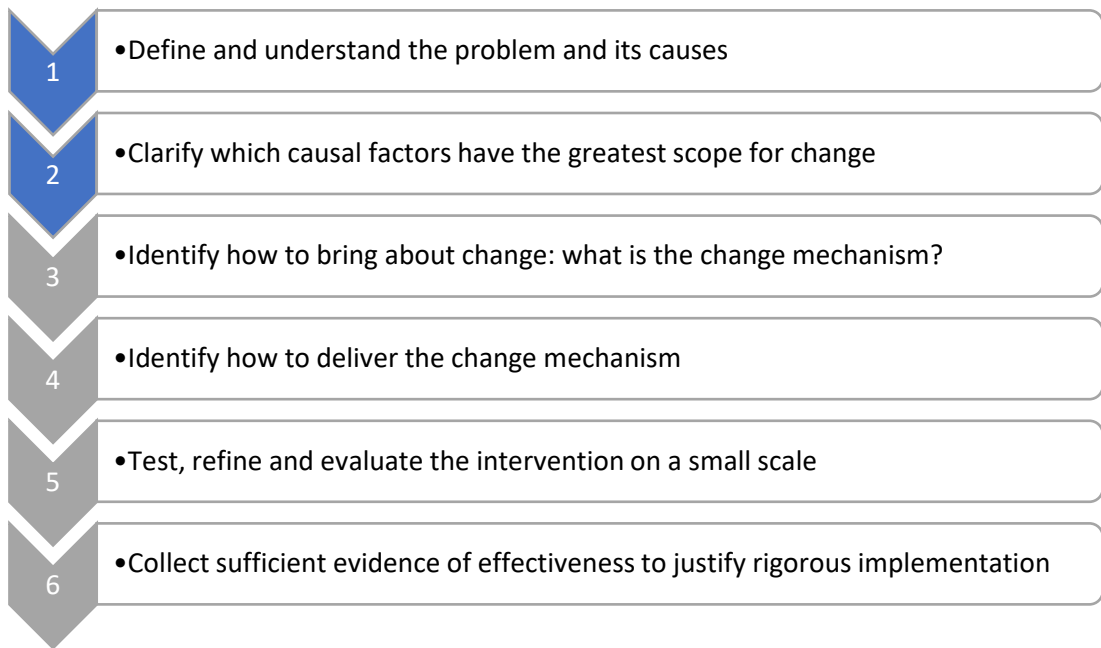 1
•Define and understand the problem and its causes
2
•Clarify which causal factors have the greatest scope for change
3
•Identify how to bring about change: what is the change mechanism?
4
•Identify how to deliver the change mechanism
5
•Test, refine and evaluate the intervention on a small scale
6
•Collect sufficient evidence of effectiveness to justify rigorous implementation